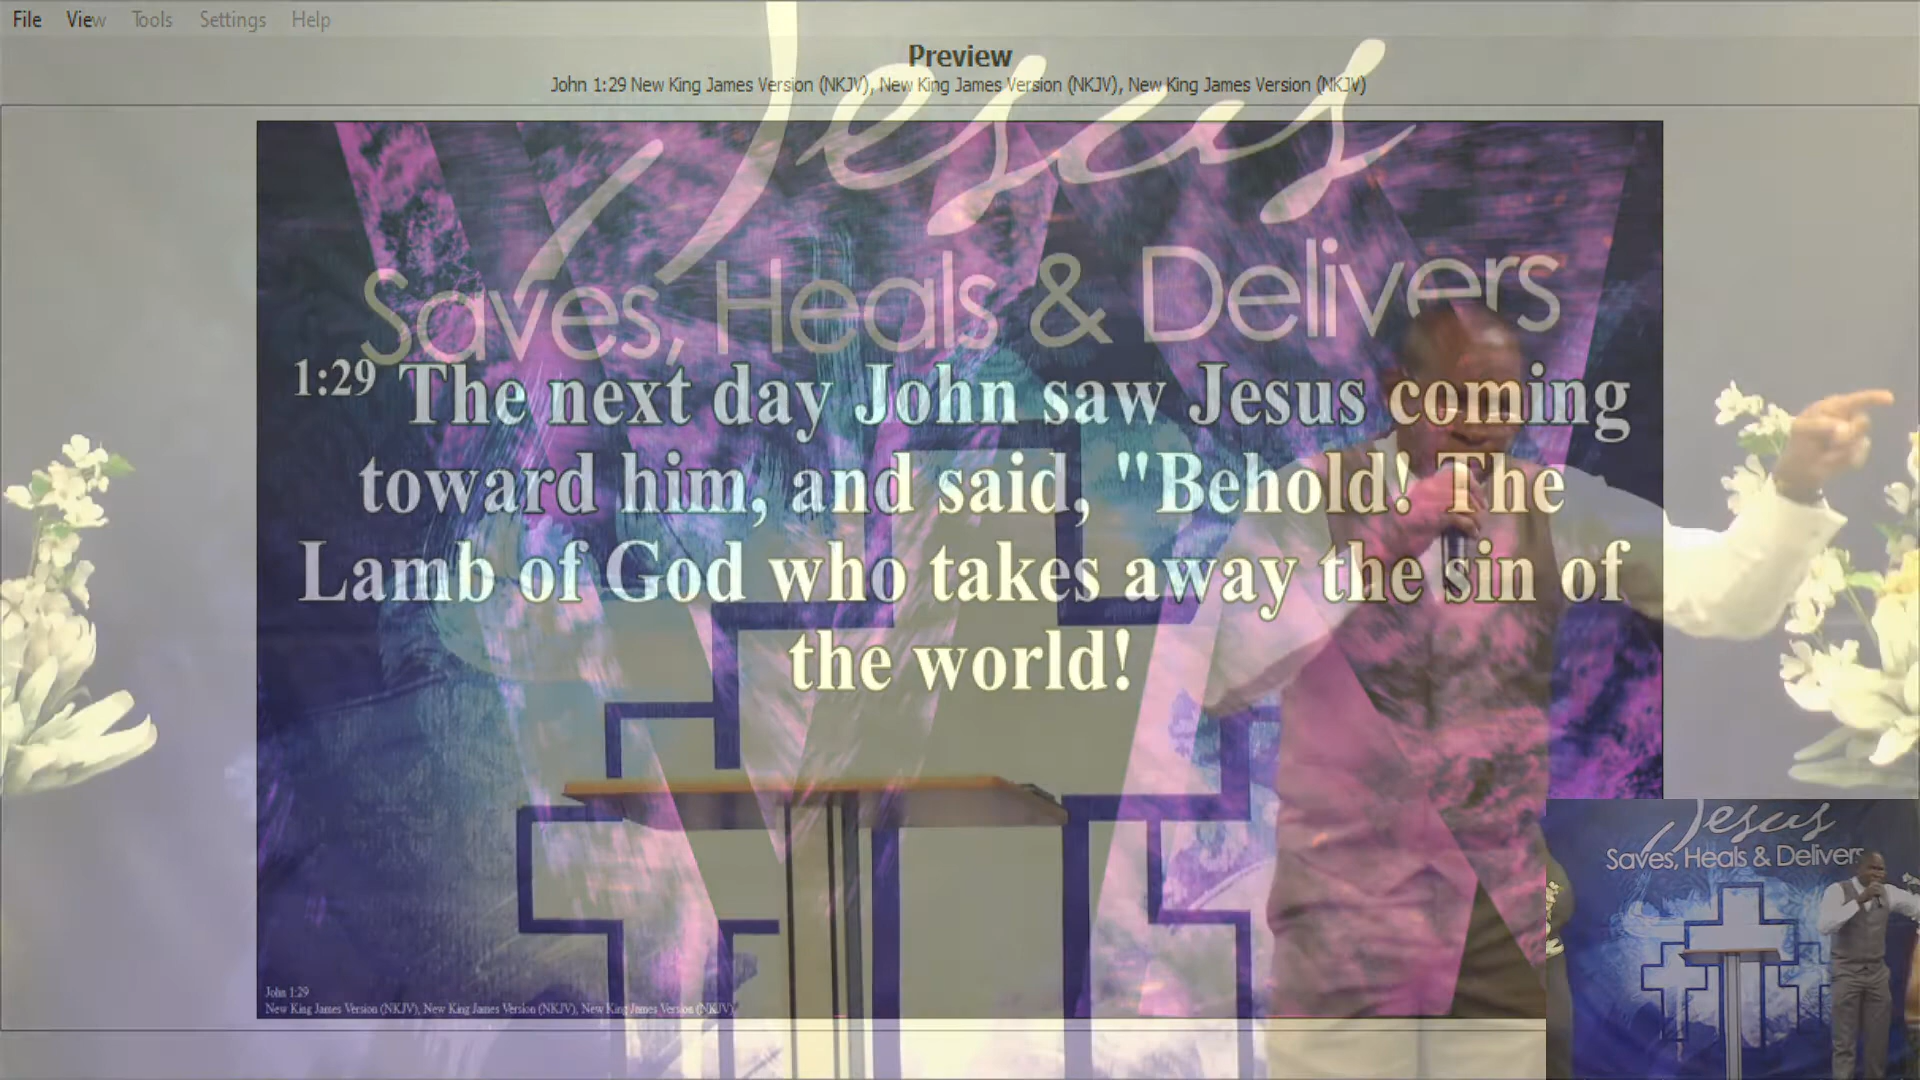 File View Tools Settings Help
Preview
John 1:29 New King James Version (NKJV), New King James Version (NKJV), New King James Version (NKJV)
Jesus
Saves, Heals & Delivers
1:29 The next day John saw Jesus coming
toward him, and said, "Behold! The
Lamb of God who takes away the sin of
the world!
John 1:29
New King James Version (NKJV), New King James Version (NKJV), New King James Version (NKJV)
Jesus
Saves, Heals & Delivers